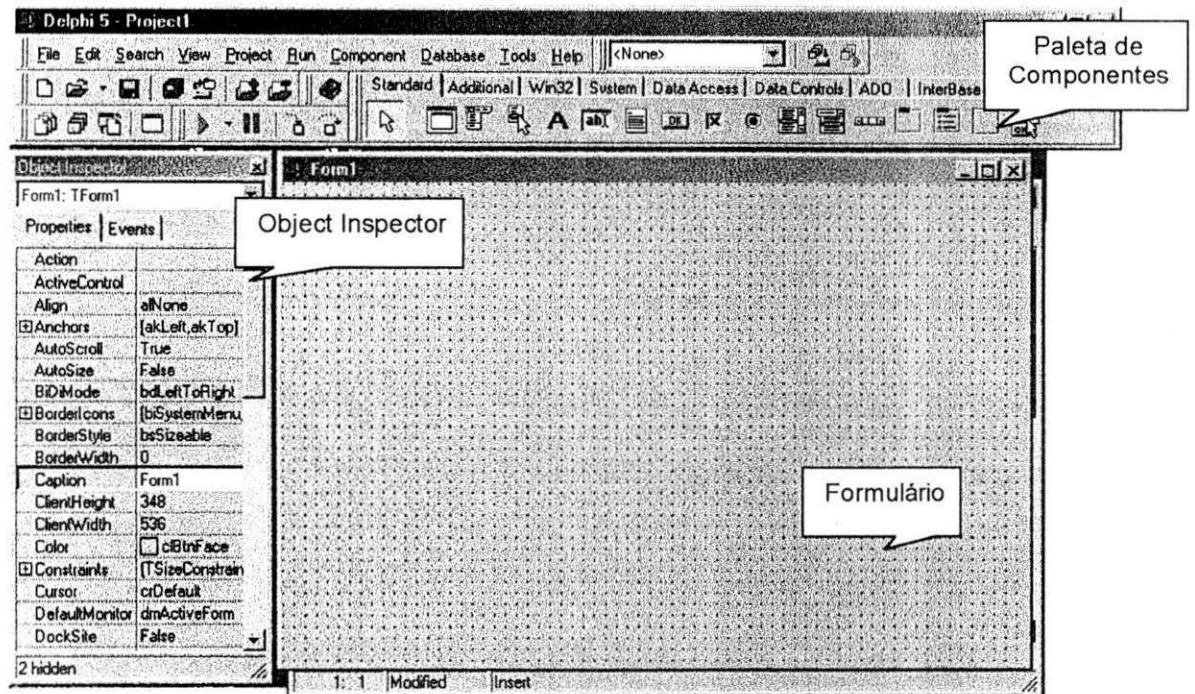 Delphi 5 - Project1
File Edit Search View Project Run Component Database Tools Help <None>
Paleta de
Componentes
Standard Additional Win32 System Data Access Data Controls ADO InterBase
Object Inspector
Form1: TForm1
Properties Events
Action
ActiveControl
Align alNone
Anchors [akLeft,akTop]
AutoScroll True
AutoSize False
BiDiMode bdLeftToRight
BorderIcons [biSystemMenu,
BorderStyle bsSizeable
BorderWidth 0
Caption Form1
ClientHeight 348
ClientWidth 536
Color clBtnFace
Constraints (TSizeConstrain
Cursor crDefault
DefaultMonitor dmActiveForm
DockSite False
2 hidden
Form1
Object Inspector
Formulário
1: 1 Modified Insert